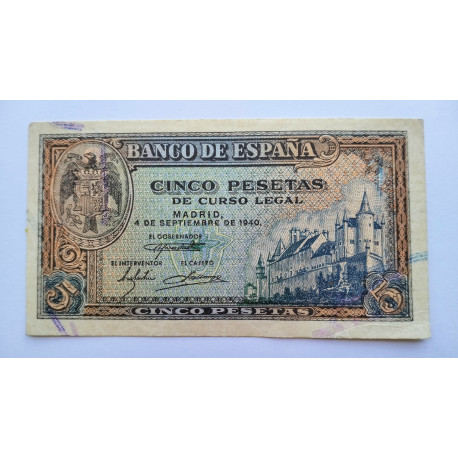 BANCO DE ESPAÑA
CINCO PESETAS
DE CURSO LEGAL
MADRID,
4 DE SEPTIEMBRE DE 1940.
EL GOBERNADOR
EL INTERVENTOR EL CAJERO
5 5
CINCO PESETAS